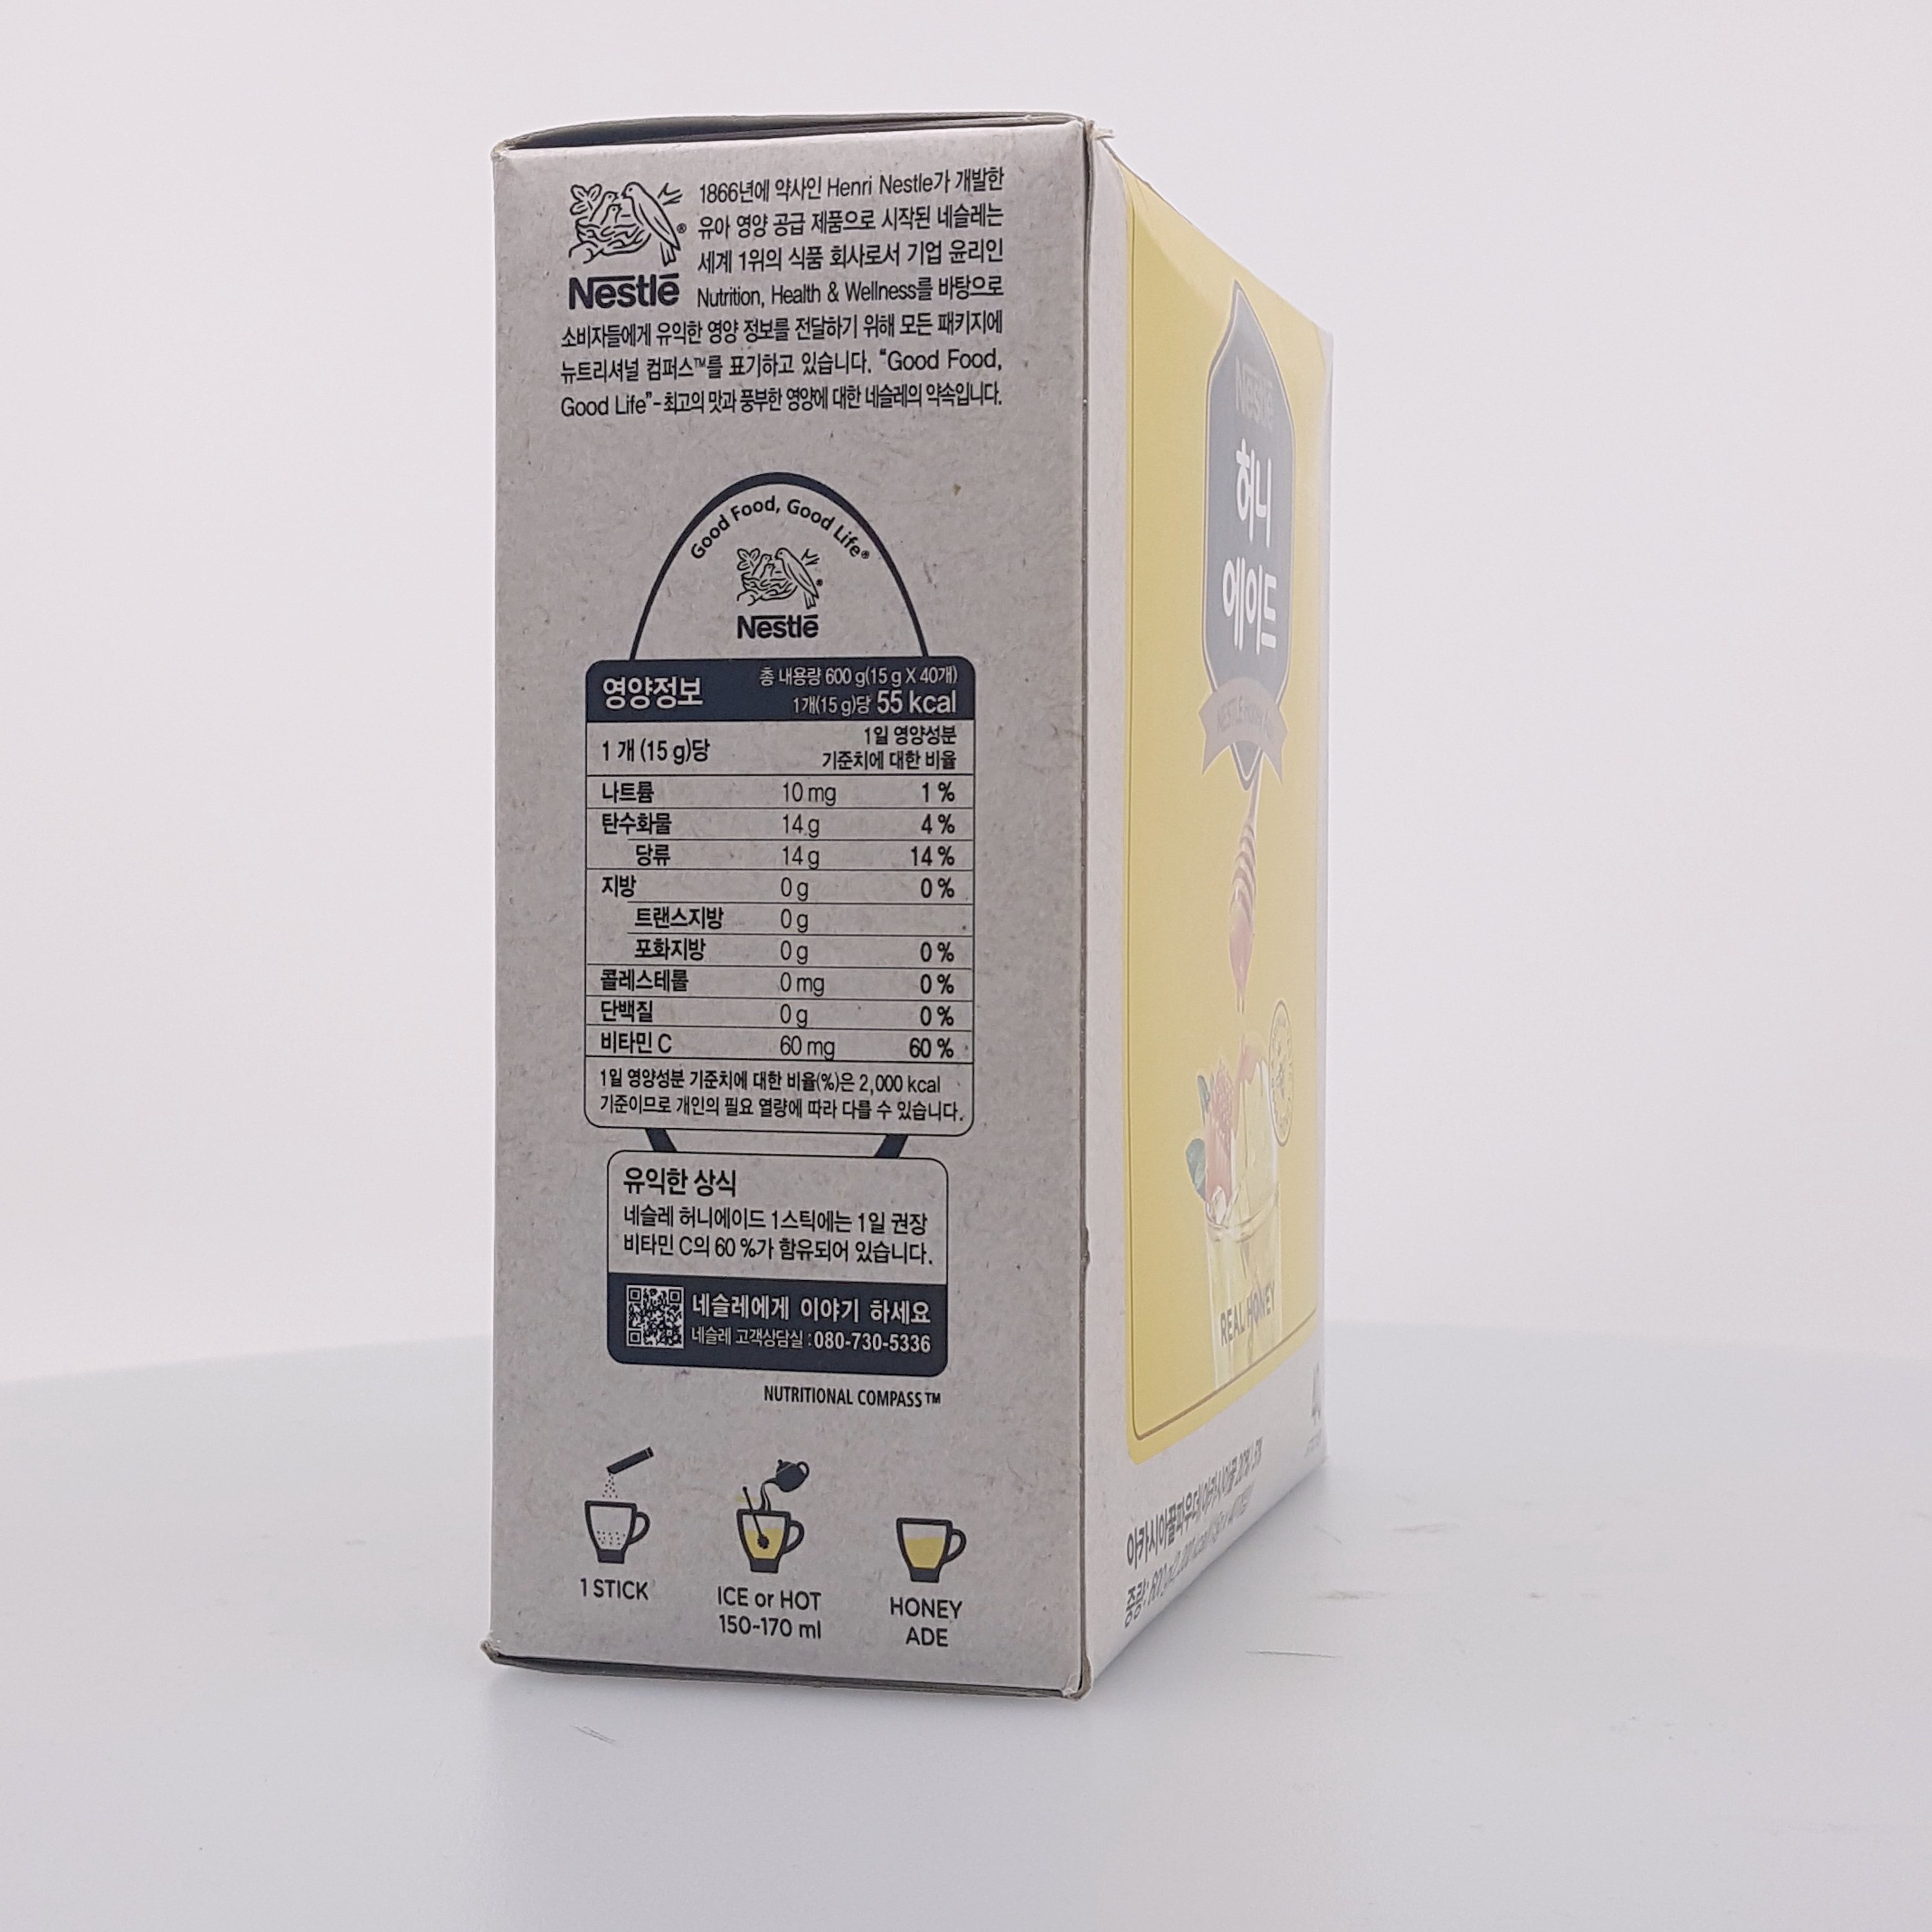 1866년에 약사인 Henri Nestle가 개발한
유아 영양 공급 제품으로 시작된 네슬레는
세계 1위의 식품 회사로서 기업 윤리인
Nestlé Nutrition, Health & Wellness를 바탕으로
소비자들에게 유익한 영양 정보를 전달하기 위해 모든 패키지에
뉴트리셔널 컴퍼스™를 표기하고 있습니다. “Good Food,
Good Life”-최고의 맛과 풍부한 영양에 대한 네슬레의 약속입니다.
Good Food, Good Life®
Nestlé
영양정보
총 내용량 600 g(15 g X 40개)
1개(15 g)당 55 kcal
1 개 (15 g)당
1일 영양성분
기준치에 대한 비율
나트륨 10 mg 1 %
탄수화물 14 g 4 %
당류 14 g 14 %
지방 0 g 0 %
트랜스지방 0 g
포화지방 0 g 0 %
콜레스테롤 0 mg 0 %
단백질 0 g 0 %
비타민 C 60 mg 60 %
1일 영양성분 기준치에 대한 비율(%)은 2,000 kcal
기준이므로 개인의 필요 열량에 따라 다를 수 있습니다.
유익한 상식
네슬레 허니에이드 1스틱에는 1일 권장
비타민 C의 60 %가 함유되어 있습니다.
네슬레에게 이야기 하세요
네슬레 고객상담실 : 080-730-5336
NUTRITIONAL COMPASS™
1 STICK
ICE or HOT
150~170 ml
HONEY
ADE
Nestlé
허니
에이드
REAL HONEY
40